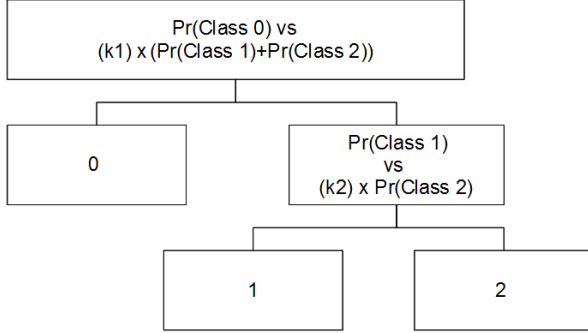 Pr(Class 0) vs
(k1) x (Pr(Class 1)+Pr(Class 2))
0
Pr(Class 1)
vs
(k2) x Pr(Class 2)
1
2